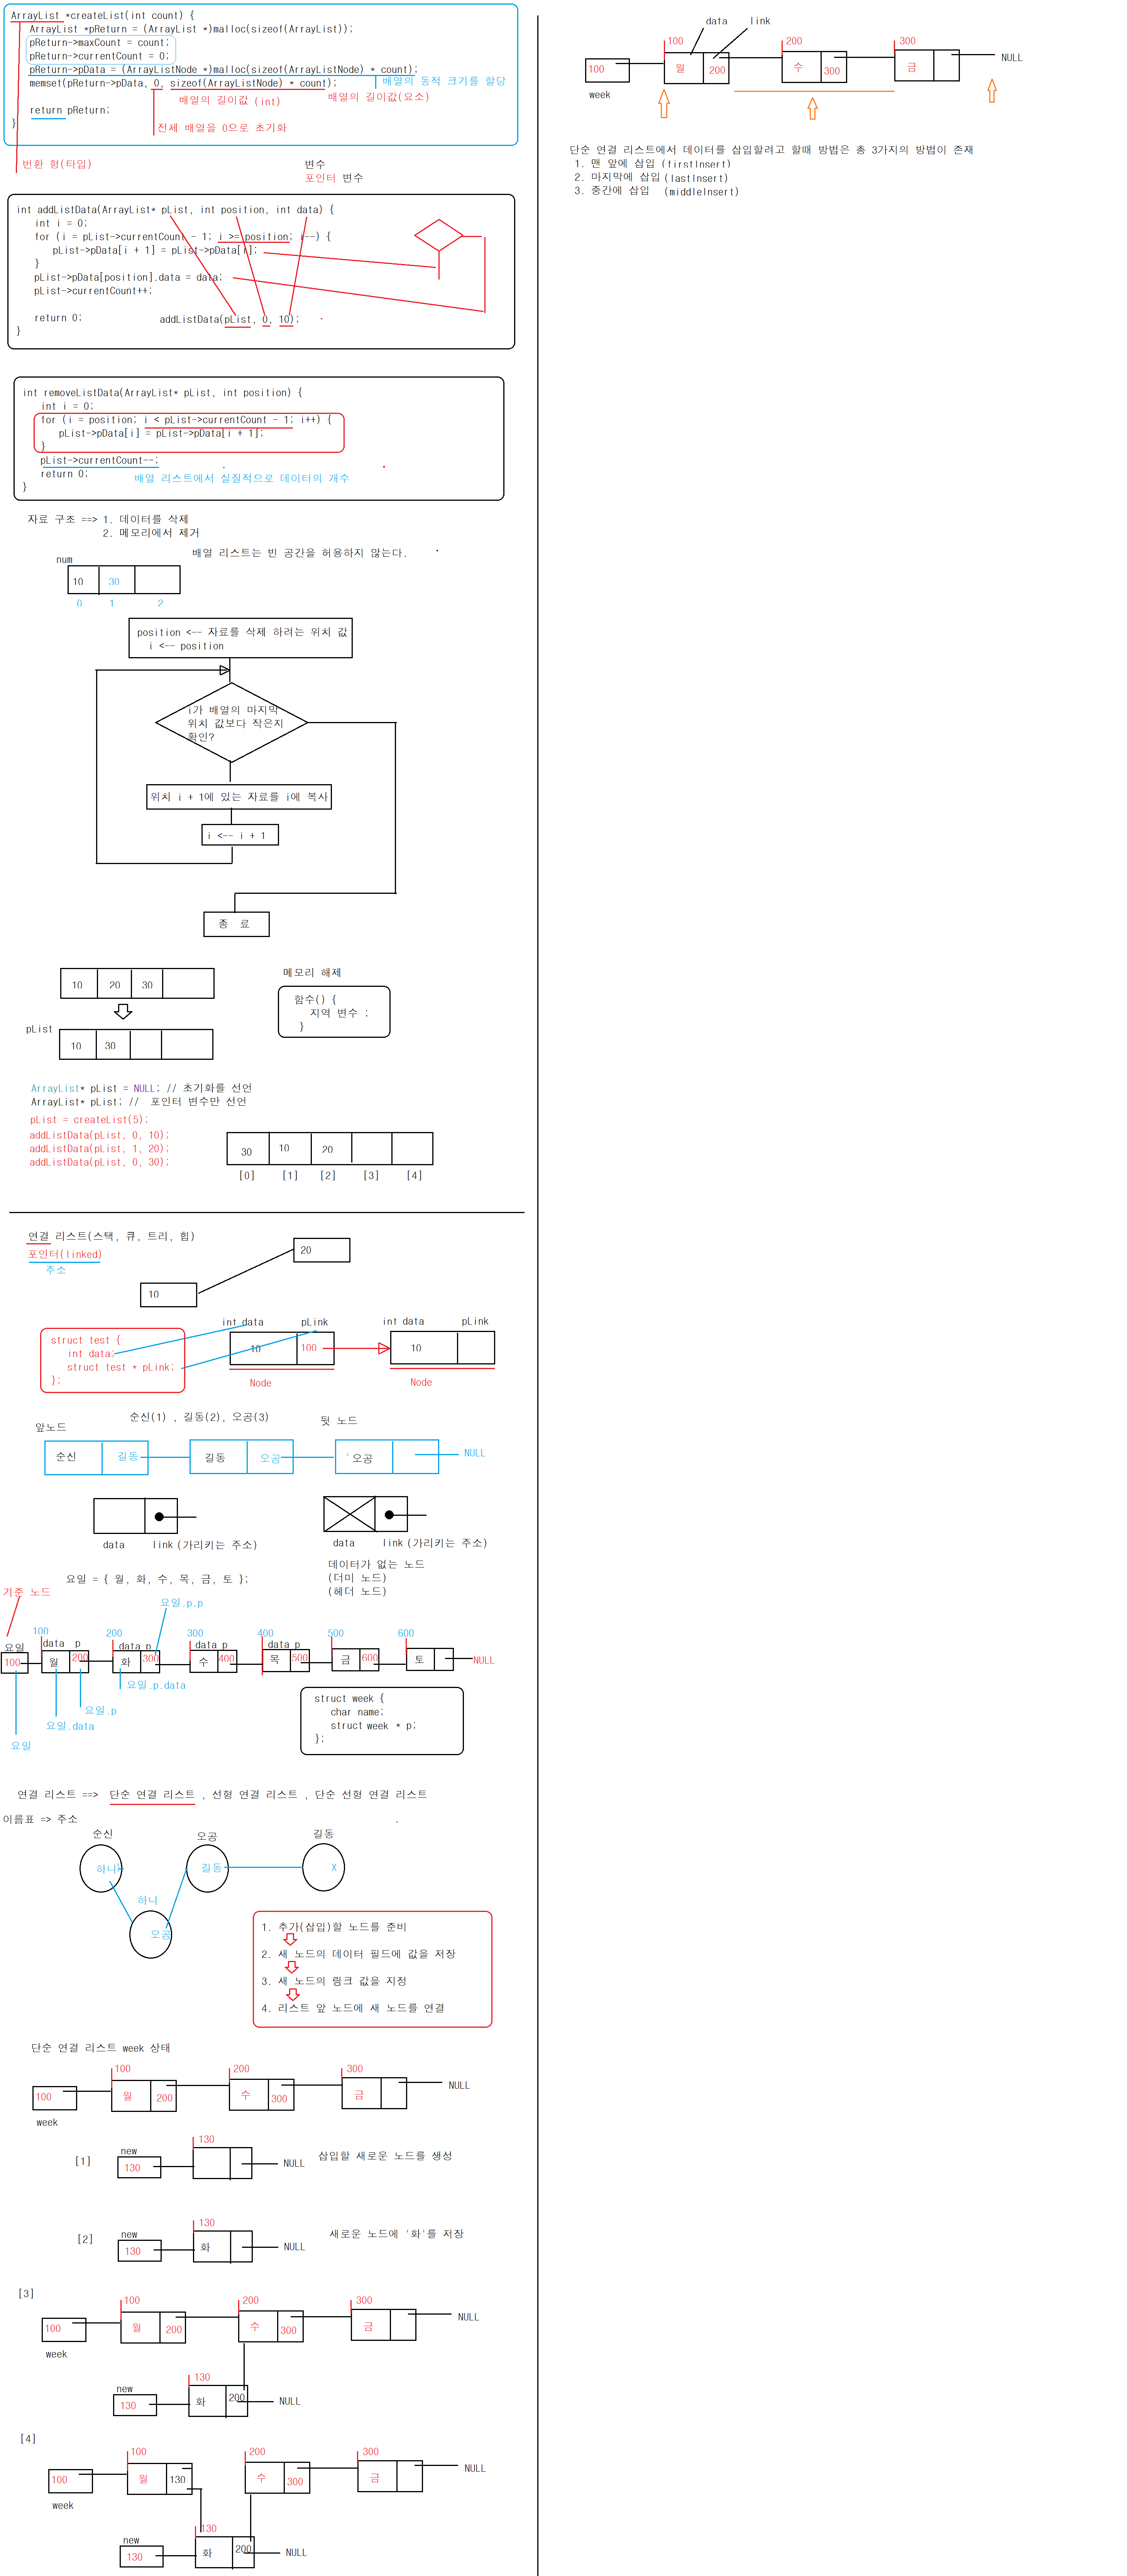 ArrayList *createList(int count) {
ArrayList *pReturn = (ArrayList *)malloc(sizeof(ArrayList));
pReturn->maxCount = count;
pReturn->currentCount = 0;
pReturn->pData = (ArrayListNode *)malloc(sizeof(ArrayListNode) * count);
memset(pReturn->pData, 0, sizeof(ArrayListNode) * count);
배열의 동적 크기를 할당
배열의 길이값 (int)
배열의 길이값(요소)
return pReturn;
}
전체 배열을 0으로 초기화
반환 형(타입)
변수
포인터 변수
int addListData(ArrayList* pList, int position, int data) {
int i = 0;
for (i = pList->currentCount - 1; i >= position; i--) {
pList->pData[i + 1] = pList->pData[i];
}
pList->pData[position].data = data;
pList->currentCount++;
return 0;
addListData(pList, 0, 10);
}
int removeListData(ArrayList* pList, int position) {
int i = 0;
for (i = position; i < pList->currentCount - 1; i++) {
pList->pData[i] = pList->pData[i + 1];
}
pList->currentCount--;
return 0;
배열 리스트에서 실질적으로 데이터의 개수
}
자료 구조 ==> 1. 데이터를 삭제
2. 메모리에서 제거
배열 리스트는 빈 공간을 허용하지 않는다.
num
10 30
0 1 2
position <-- 자료를 삭제 하려는 위치 값
i <-- position
i가 배열의 마지막
위치 값보다 작은지
확인?
위치 i + 1에 있는 자료를 i에 복사
i <-- i + 1
종 료
10 20 30
메모리 해제
함수() {
지역 변수 ;
}
pList
10 30
ArrayList* pList = NULL; // 초기화를 선언
ArrayList* pList; // 포인터 변수만 선언
pList = createList(5);
addListData(pList, 0, 10);
addListData(pList, 1, 20);
addListData(pList, 0, 30);
30 10 20
[0] [1] [2] [3] [4]
연결 리스트(스택, 큐, 트리, 힙)
포인터(linked)
주소
20
10
int data pLink
int data pLink
struct test {
int data;
struct test * pLink;
};
10 100
10
Node
Node
순신(1) , 길동(2), 오공(3)
앞노드
뒷 노드
순신 길동
길동 오공
오공
NULL
data link(가리키는 주소)
data link(가리키는 주소)
데이터가 없는 노드
(더미 노드)
(헤더 노드)
요일 = { 월, 화, 수, 목, 금, 토 };
기준 노드
요일.p.p
100 200 300 400 500 600
요일 data p data p data p data p
100 월 200 화 300 수 400 목 500 금 600 토 NULL
요일.p.data
요일.p
요일.data
요일
struct week {
char name;
struct week * p;
};
연결 리스트 ==> 단순 연결 리스트 , 선형 연결 리스트 , 단순 선형 연결 리스트
이름표 => 주소
순신 오공 길동
하니 길동 X
하니
오공
1. 추가(삽입)할 노드를 준비
2. 새 노드의 데이터 필드에 값을 저장
3. 새 노드의 링크 값을 지정
4. 리스트 앞 노드에 새 노드를 연결
단순 연결 리스트 week 상태
100 200 300
100 월 200 수 300 금 NULL
week
[1]
new 130
130 NULL
삽입할 새로운 노드를 생성
[2]
new 130
130 화 NULL
새로운 노드에 '화'를 저장
[3]
100 200 300
100 월 200 수 300 금 NULL
week
new 130
130 화 200 NULL
[4]
100 200 300
100 월 130 수 300 금 NULL
week
new 130
130 화 200 NULL
data link
100 200 300
100 월 200 수 300 금 NULL
week
단순 연결 리스트에서 데이터를 삽입할려고 할때 방법은 총 3가지의 방법이 존재
1. 맨 앞에 삽입 (firstInsert)
2. 마지막에 삽입 (lastInsert)
3. 중간에 삽입 (middleInsert)